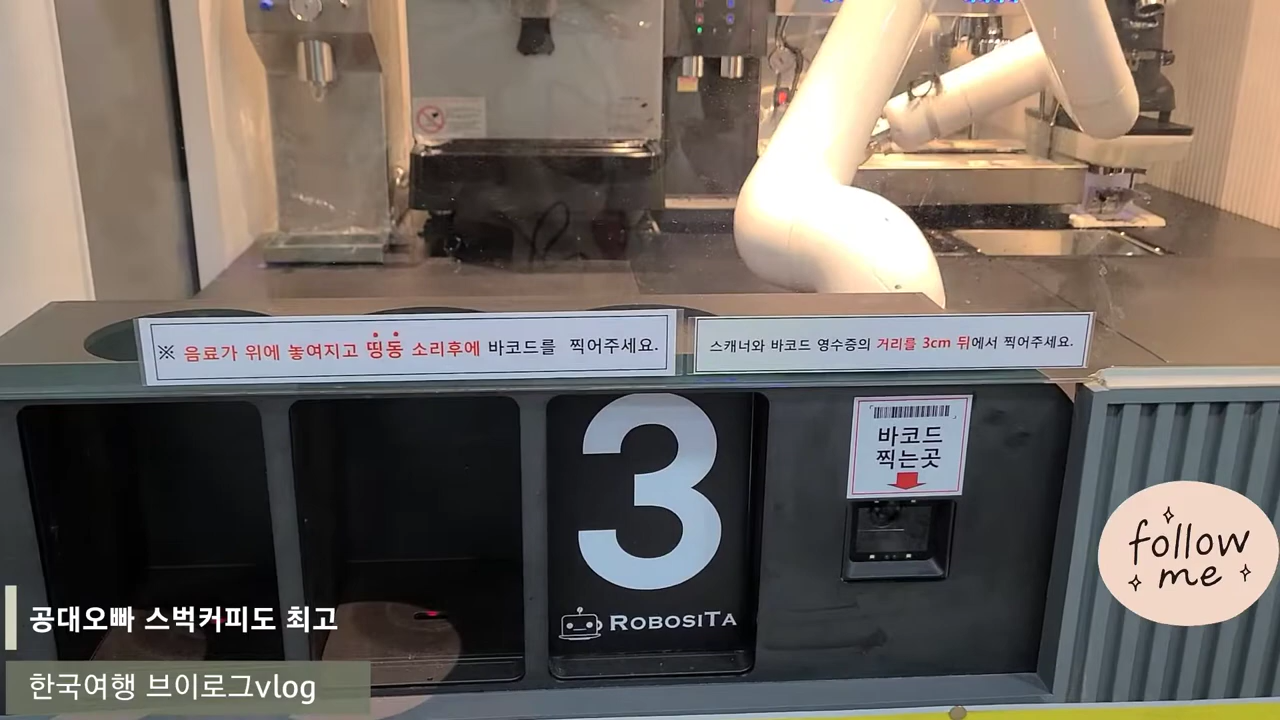 ※ 음료가 위에 놓여지고 띵동 소리후에 바코드를 찍어주세요.
스캐너와 바코드 영수증의 거리를 3cm 뒤에서 찍어주세요.
바코드
찍는곳
3
ROBOSITA
follow
me
공대오빠 스벅커피도 최고
한국여행 브이로그vlog